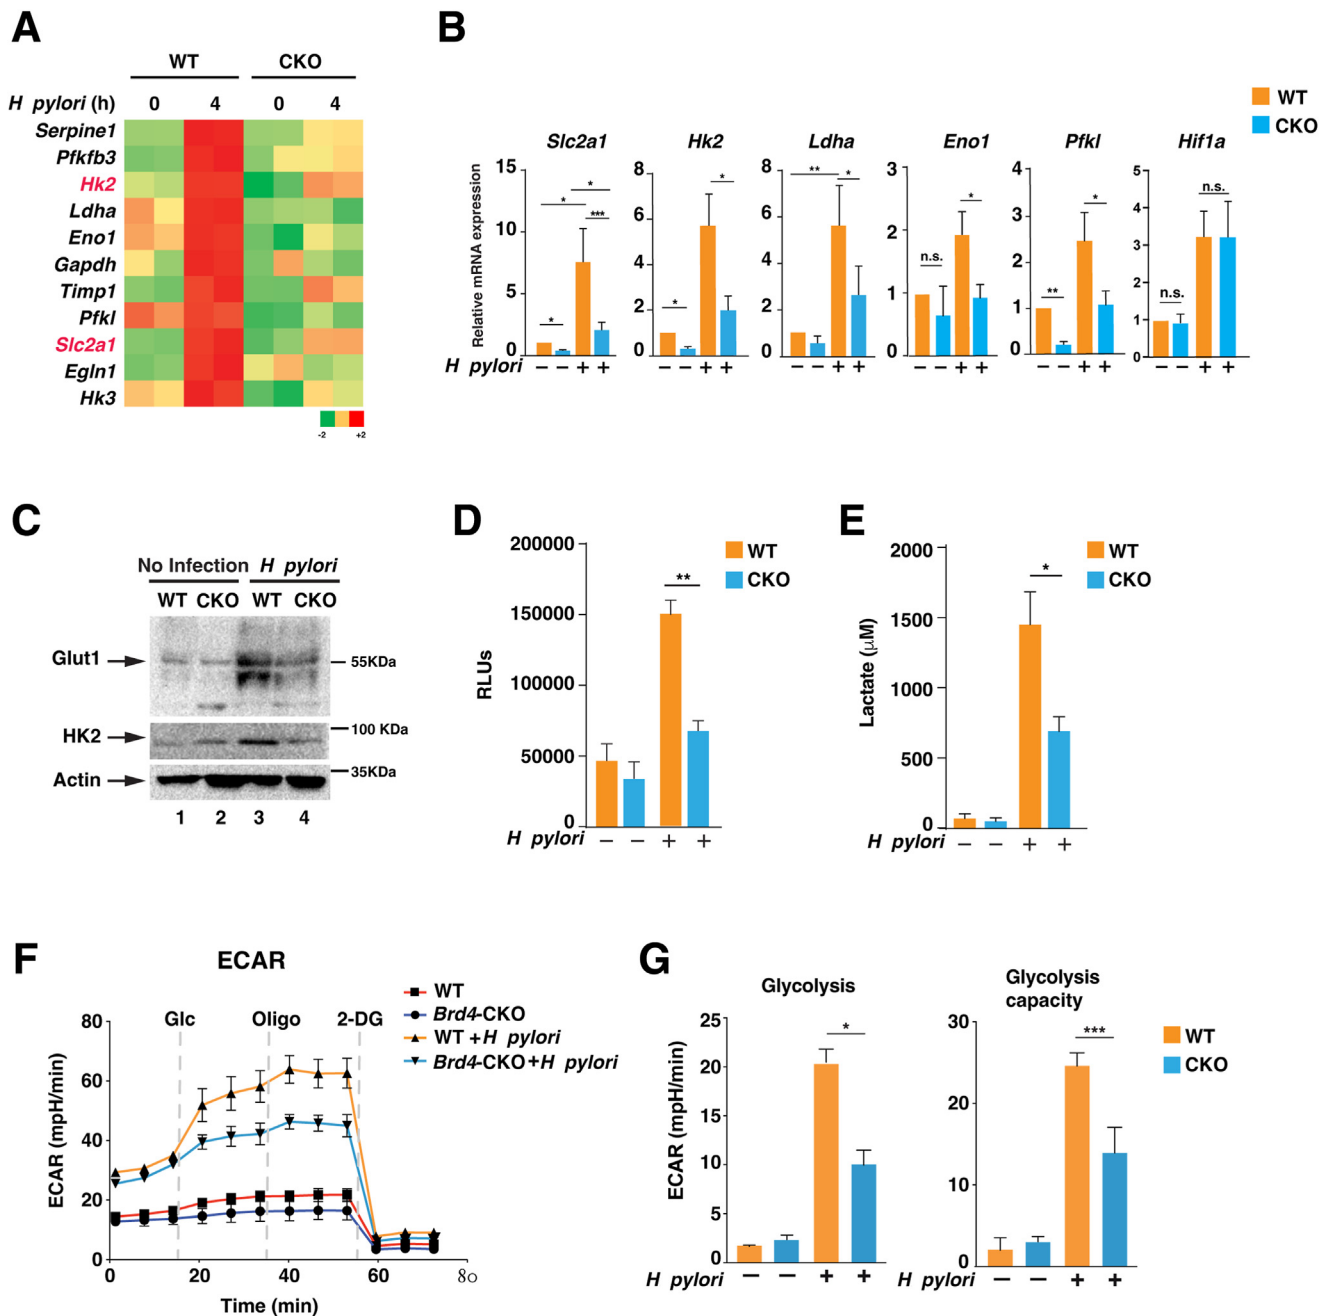 A
WT CKO
H pylori (h) 0 4 0 4
Serpine1
Pfkfb3
Hk2
Ldha
Eno1
Gapdh
Timp1
Pfkl
Slc2a1
Egln1
Hk3
-2 +2
B
WT
CKO
Slc2a1 Hk2 Ldha Eno1 Pfkl Hif1a
Relative mRNA expression
15
10
5
0
* * *** *
8
6
4
2
0
* *
8
6
4
2
0
** *
3
2
1
0
n.s. *
4
3
2
1
0
** *
5
4
3
2
1
0
n.s. n.s.
H pylori − − + + − − + + − − + + − − + + − − + + − − + +
C
No Infection H pylori
WT CKO WT CKO
Glut1 55KDa
HK2 100 KDa
Actin 35KDa
1 2 3 4
D
WT
CKO
RLUs
200000
150000
100000
50000
0
**
H pylori − − + +
E
WT
CKO
Lactate (µM)
2000
1500
1000
500
0
*
H pylori − − + +
F
ECAR
WT
Brd4-CKO
WT + H pylori
Brd4-CKO + H pylori
Glc Oligo 2-DG
ECAR (mpH/min)
80
60
40
20
0
0 20 40 60 80
Time (min)
G
Glycolysis
ECAR (mpH/min)
25
20
15
10
5
0
*
H pylori − − + +
Glycolysis
capacity
30
20
10
0
***
H pylori − − + +
WT
CKO